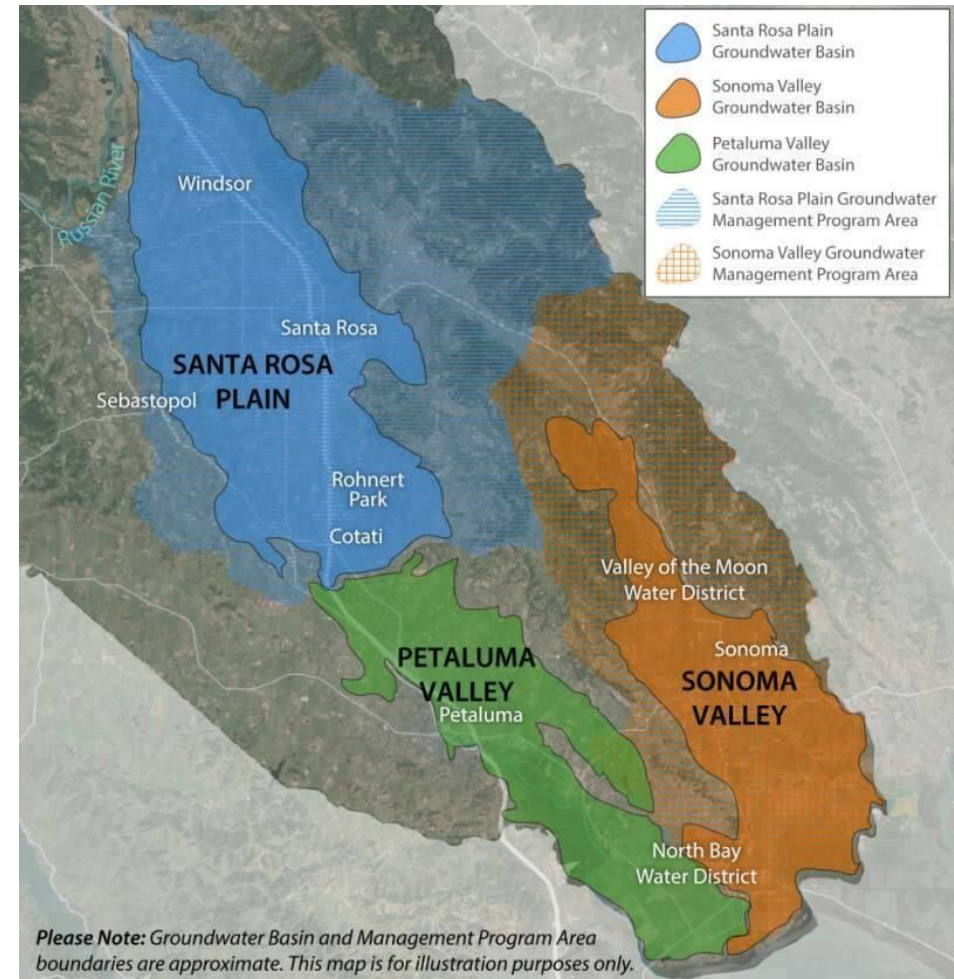 Santa Rosa Plain
Groundwater Basin
Sonoma Valley
Groundwater Basin
Petaluma Valley
Groundwater Basin
Santa Rosa Plain Groundwater
Management Program Area
Sonoma Valley Groundwater
Management Program Area
Russian River
Windsor
Santa Rosa
SANTA ROSA
PLAIN
Sebastopol
Rohnert
Park
Cotati
Valley of the Moon
Water District
Sonoma
SONOMA
VALLEY
PETALUMA
VALLEY
Petaluma
North Bay
Water District
Please Note: Groundwater Basin and Management Program Area
boundaries are approximate. This map is for illustration purposes only.